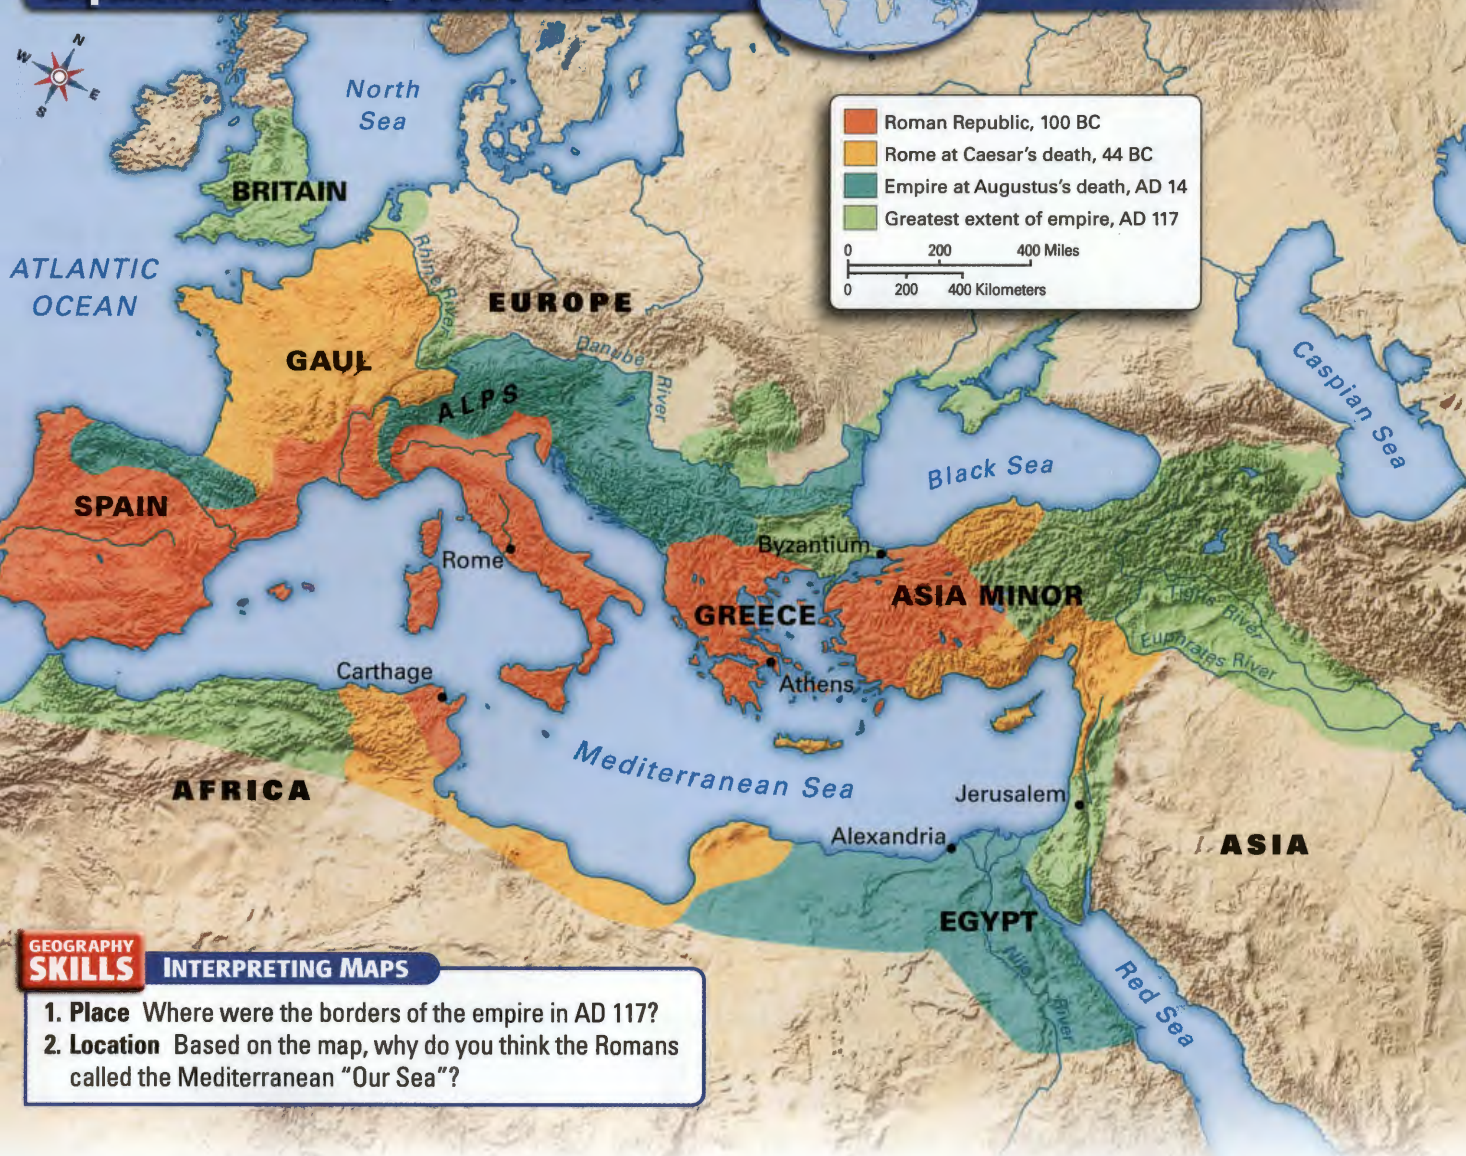 N
W
E
S
North
Sea
BRITAIN
ATLANTIC
OCEAN
Rhine River
EUROPE
GAUL
Danube
River
ALPS
SPAIN
Rome
Black Sea
Caspian Sea
Byzantium
ASIA MINOR
GREECE
Athens
Tigris River
Euphrates River
Carthage
Mediterranean Sea
AFRICA
Jerusalem
Alexandria
ASIA
EGYPT
Nile
River
Red Sea
Roman Republic, 100 BC
Rome at Caesar's death, 44 BC
Empire at Augustus's death, AD 14
Greatest extent of empire, AD 117
0 200 400 Miles
0 200 400 Kilometers
GEOGRAPHY
SKILLS
INTERPRETING MAPS
1. Place Where were the borders of the empire in AD 117?
2. Location Based on the map, why do you think the Romans
called the Mediterranean "Our Sea"?